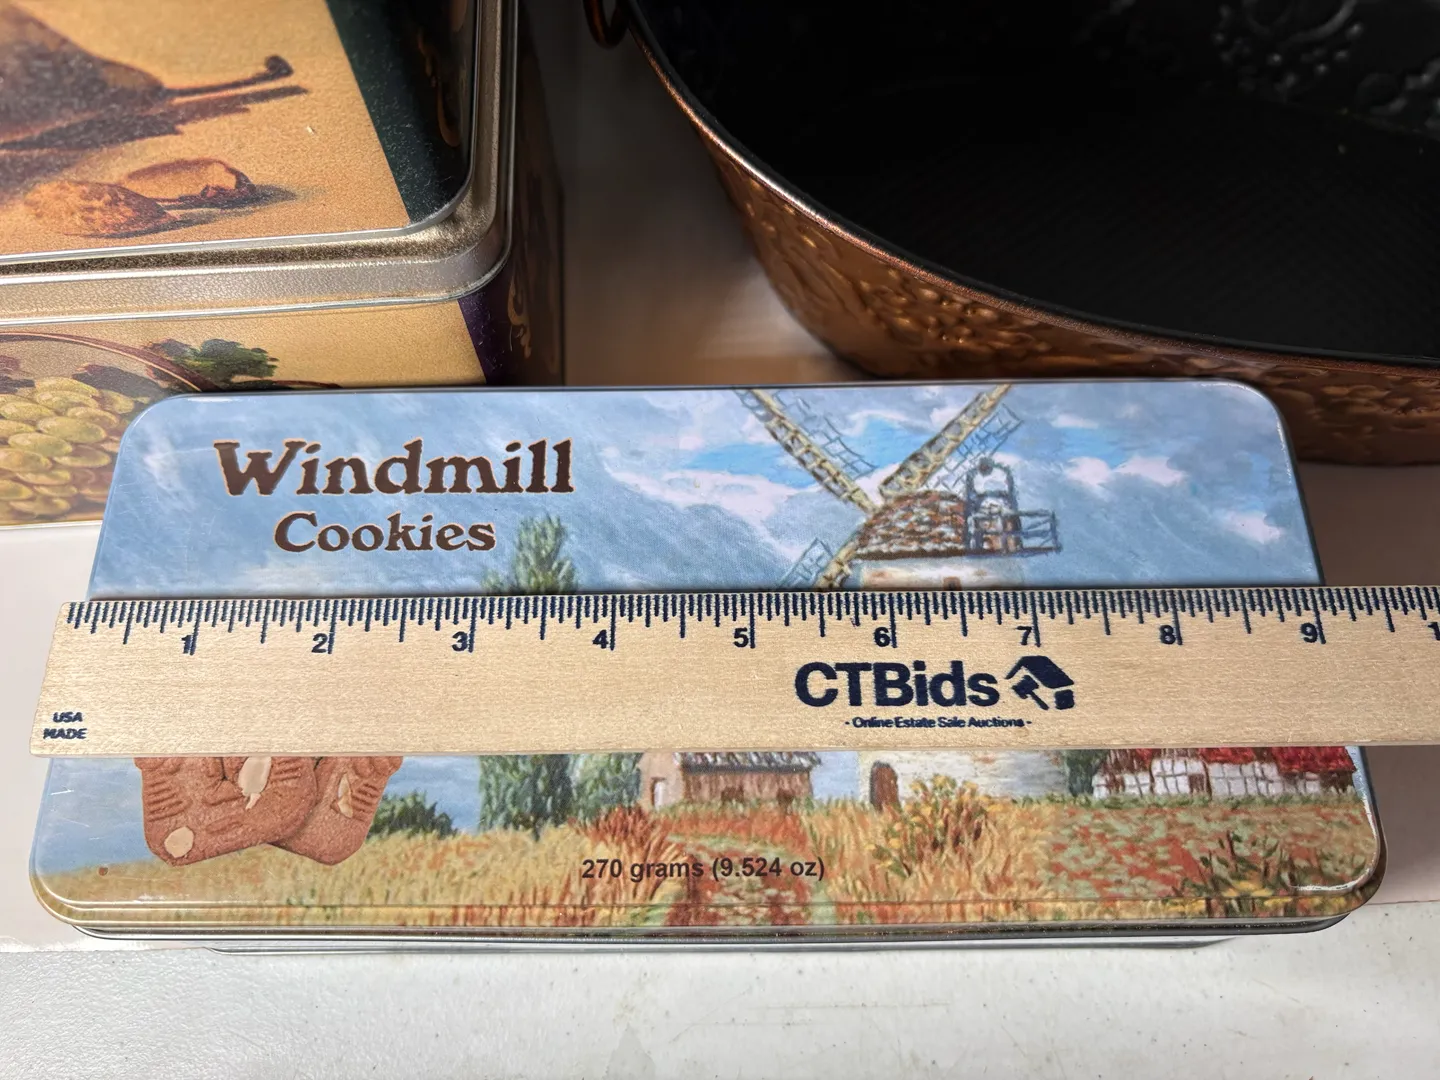 Windmill
Cookies
1 2 3 4 5 6 7 8 9
CTBids
- Online Estate Sale Auctions -
USA
MADE
270 grams (9.524 oz)